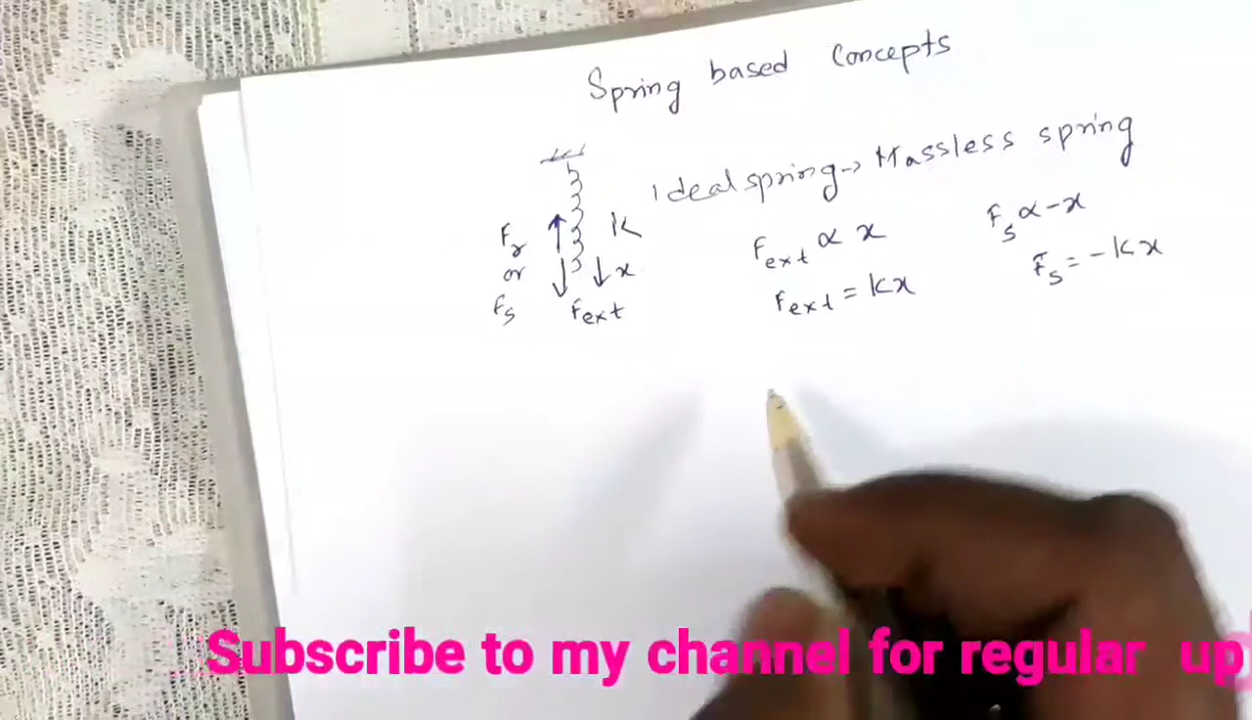 Spring based Concepts
Ideal spring → Massless spring
Fr
or
Fs
K
x
Fext
Fext ∝ x
Fext = Kx
Fs ∝ -x
Fs = -Kx
Subscribe to my channel for regular up